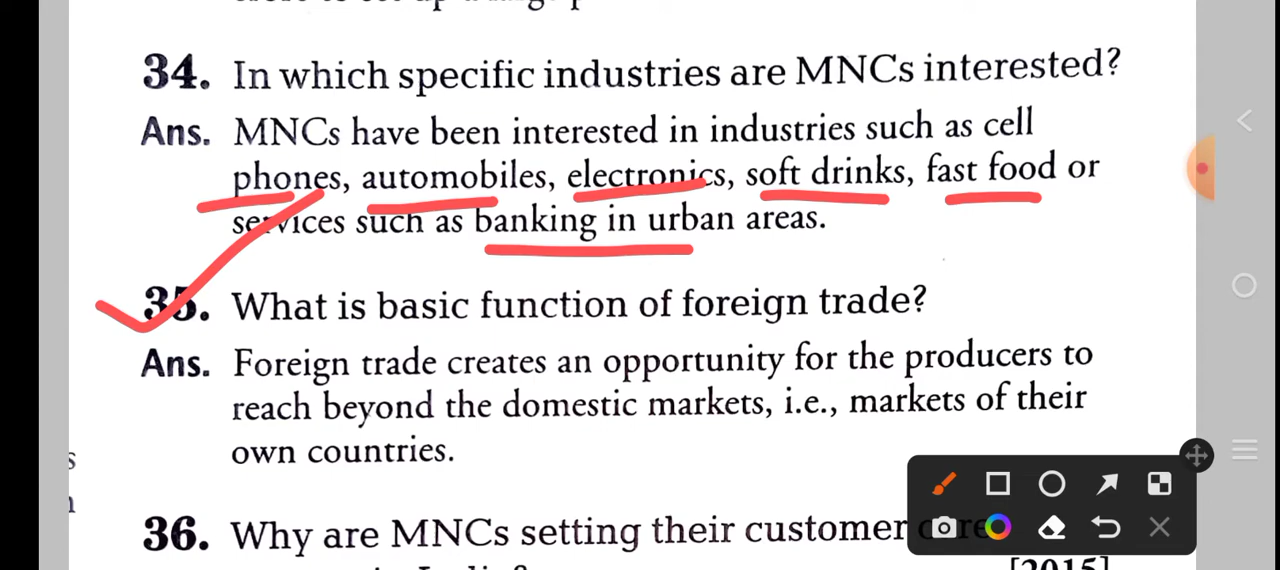 34. In which specific industries are MNCs interested?
Ans. MNCs have been interested in industries such as cell
phones, automobiles, electronics, soft drinks, fast food or
services such as banking in urban areas.
35. What is basic function of foreign trade?
Ans. Foreign trade creates an opportunity for the producers to
reach beyond the domestic markets, i.e., markets of their
own countries.
s
36. Why are MNCs setting their customer
[2015]